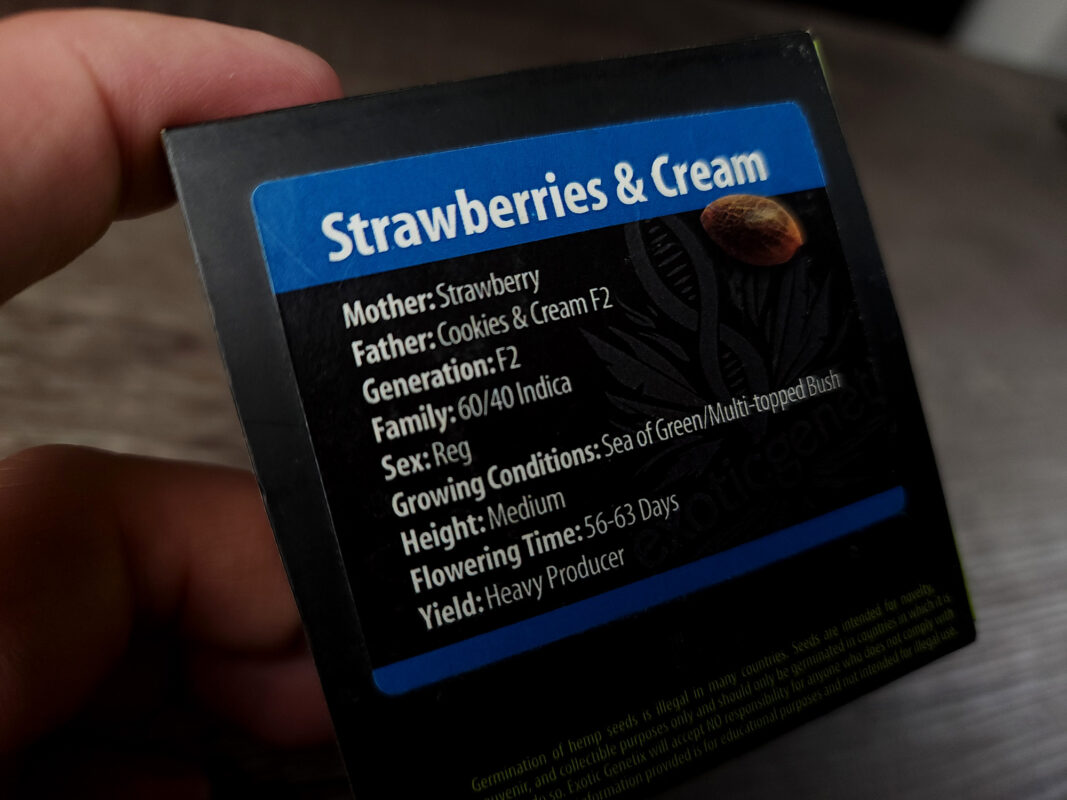 Strawberries & Cream
Mother: Strawberry
Father: Cookies & Cream F2
Generation: F2
Family: 60/40 Indica
Sex: Reg
Growing Conditions: Sea of Green/Multi-topped Bush
Height: Medium
Flowering Time: 56-63 Days
Yield: Heavy Producer
exoticgenetix
Germination of hemp seeds is illegal in many countries. Seeds are intended for novelty,
souvenir, and collectible purposes only and should only be germinated in countries in which it is
do so. Exotic Genetix will accept NO responsibility for anyone who does not comply with
information provided is for educational purposes and not intended for illegal use.